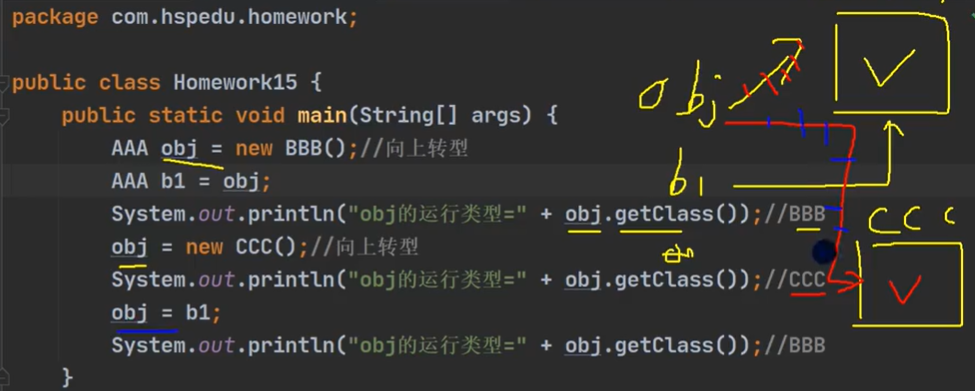 package com.hspedu.homework;
public class Homework15 {
public static void main(String[] args) {
AAA obj = new BBB();//向上转型
AAA b1 = obj;
System.out.println("obj的运行类型=" + obj.getClass());//BBB
obj = new CCC();//向上转型
System.out.println("obj的运行类型=" + obj.getClass());//CCC
obj = b1;
System.out.println("obj的运行类型=" + obj.getClass());//BBB
}
obj
b1
CCC